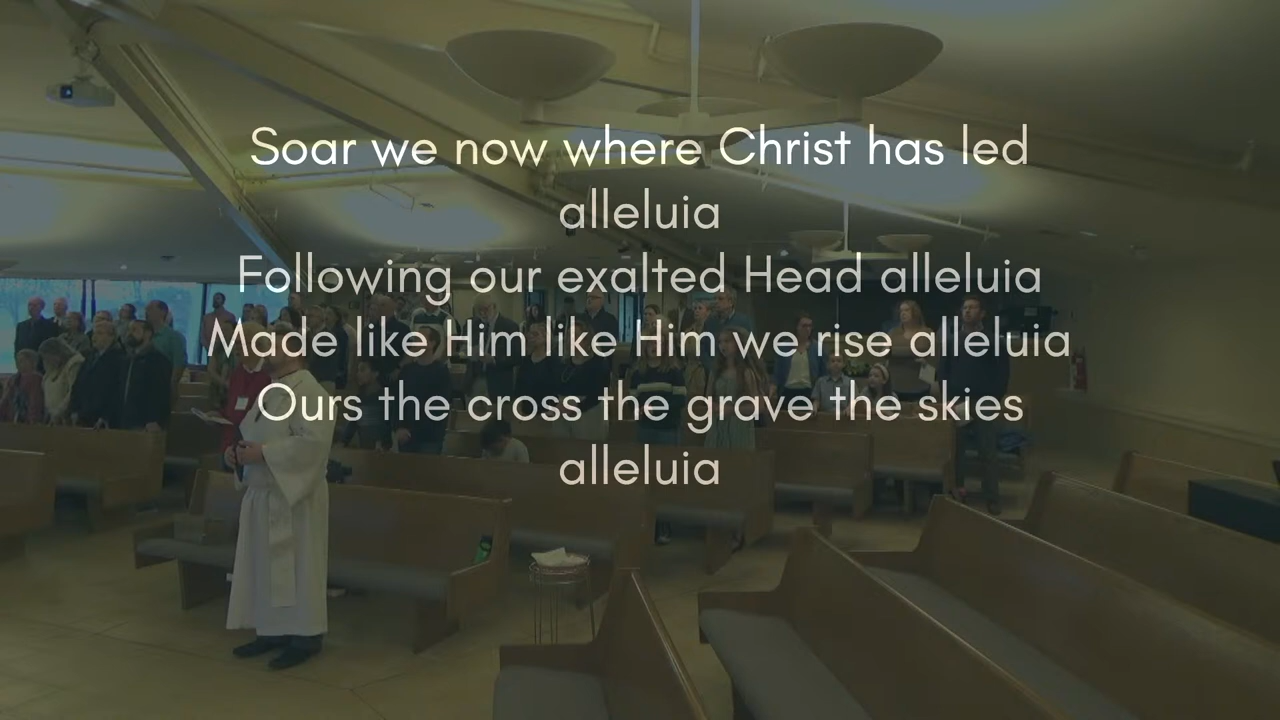 Soar we now where Christ has led
alleluia
Following our exalted Head alleluia
Made like Him like Him we rise alleluia
Ours the cross the grave the skies
alleluia